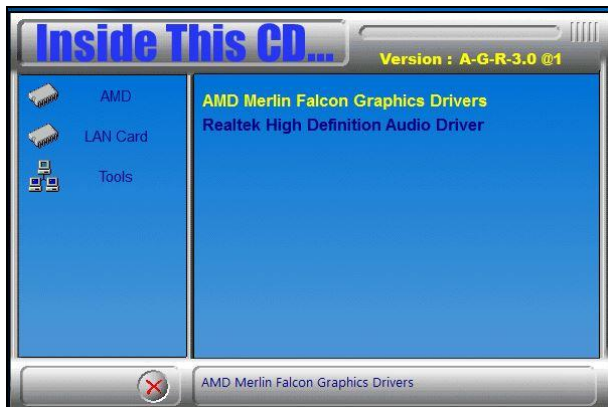 Inside This CD...
Version : A-G-R-3.0 @1
AMD
LAN Card
Tools
AMD Merlin Falcon Graphics Drivers
Realtek High Definition Audio Driver
AMD Merlin Falcon Graphics Drivers